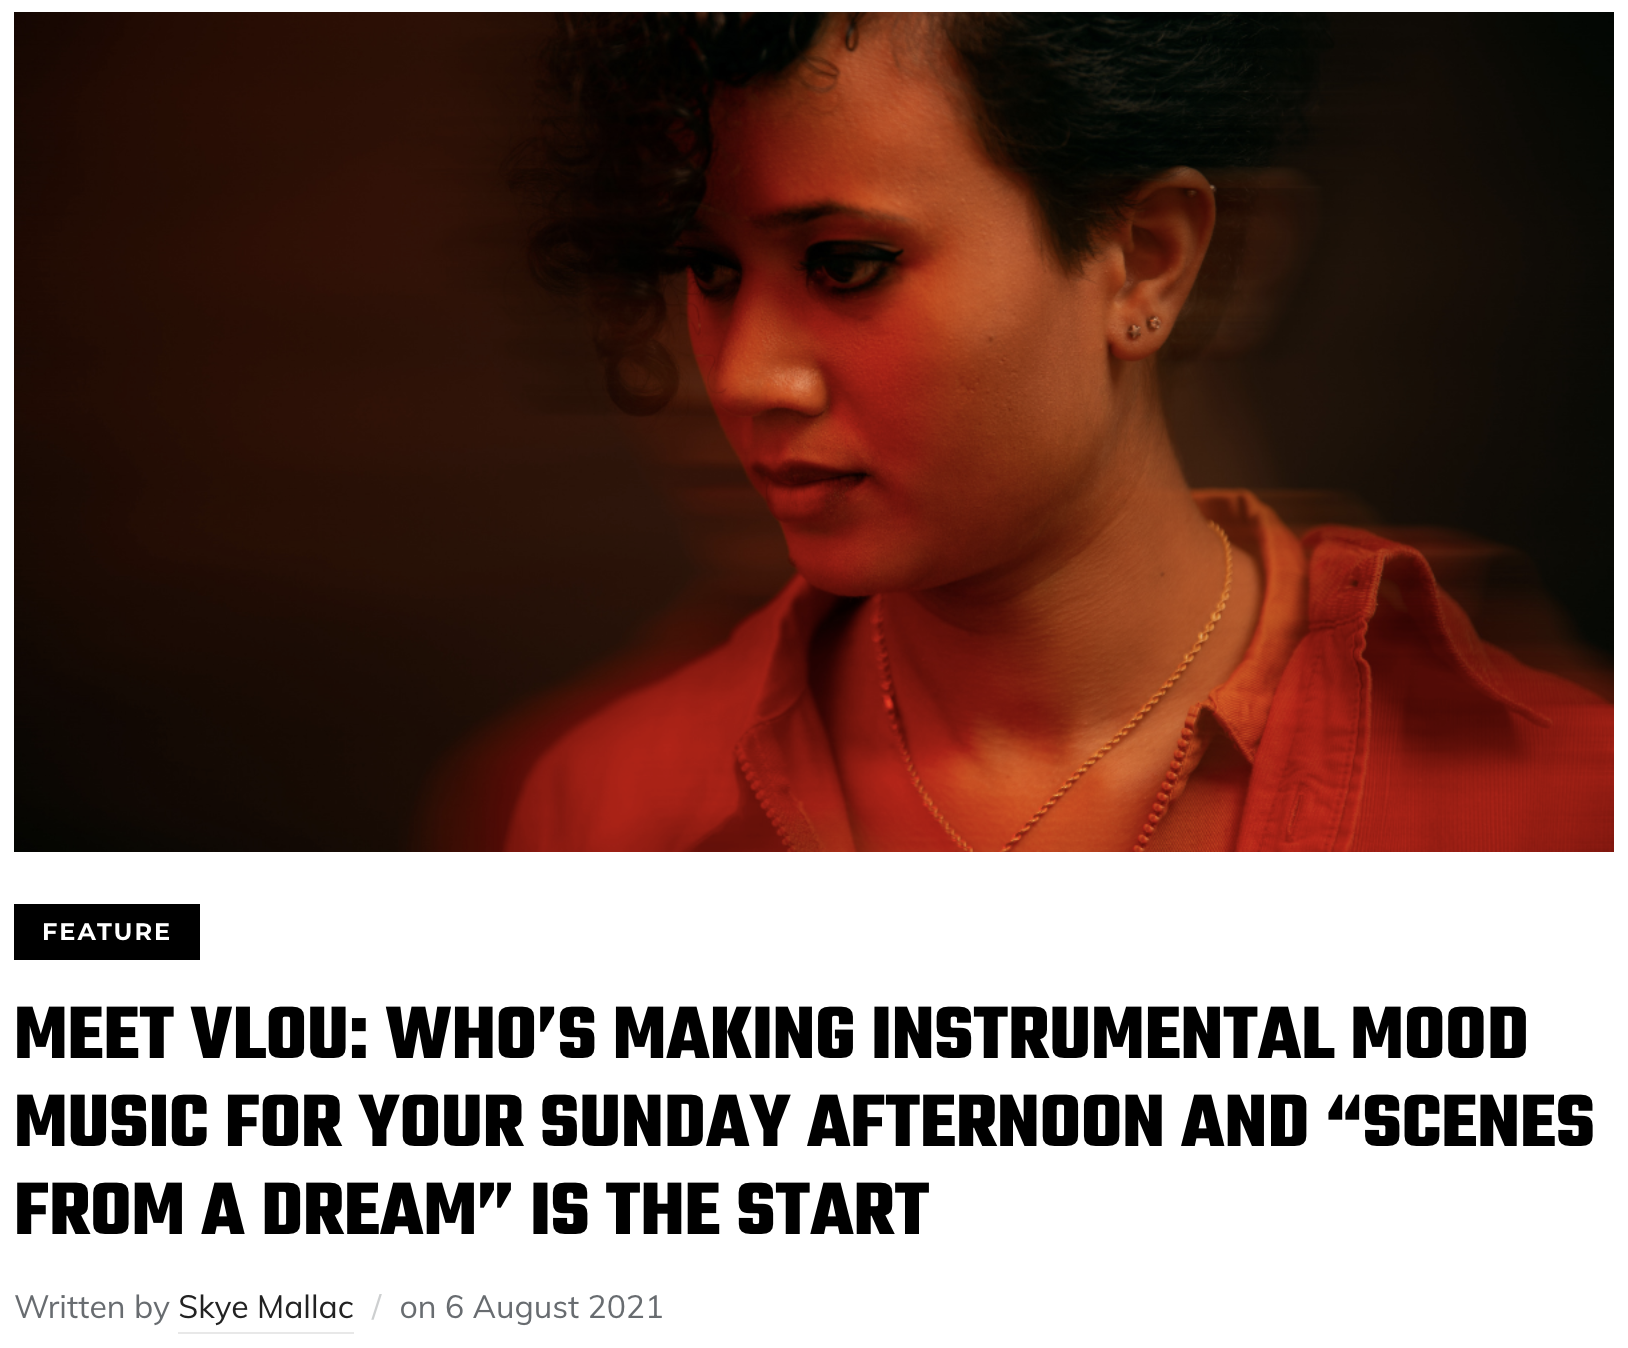 FEATURE
MEET VLOU: WHO’S MAKING INSTRUMENTAL MOOD
MUSIC FOR YOUR SUNDAY AFTERNOON AND “SCENES
FROM A DREAM” IS THE START
Written by Skye Mallac / on 6 August 2021